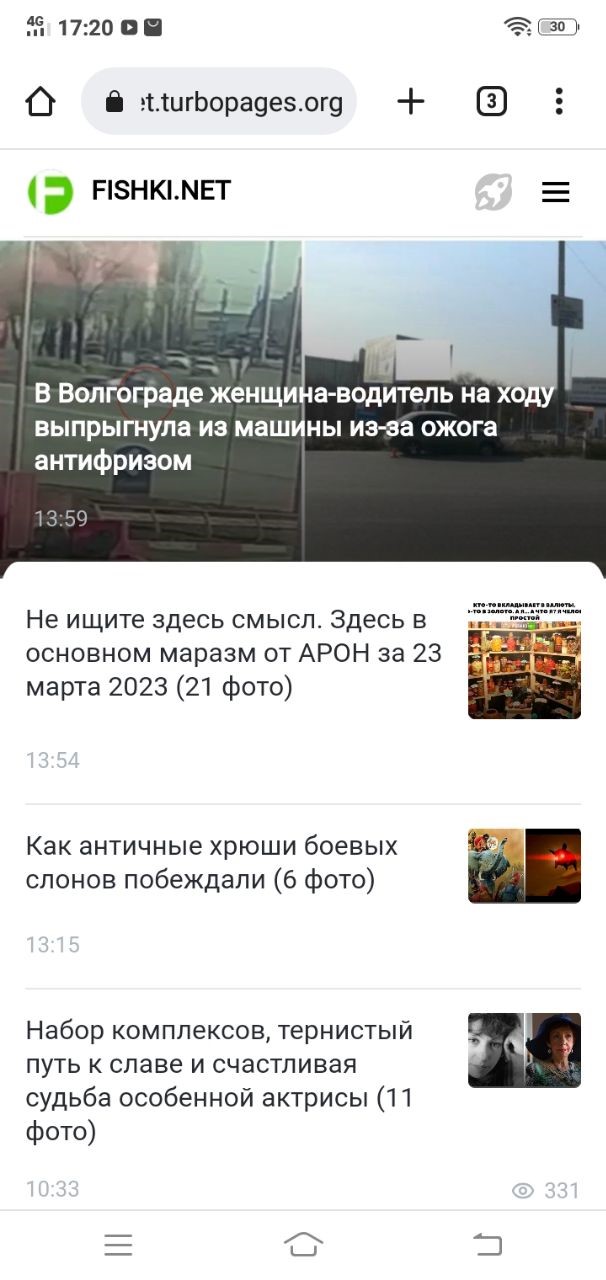 4G 17:20
30
et.turbopages.org
3
FISHKI.NET
В Волгограде женщина-водитель на ходу
выпрыгнула из машины из-за ожога
антифризом
13:59
Не ищите здесь смысл. Здесь в
основном маразм от АРОН за 23
марта 2023 (21 фото)
КТО-ТО ВКЛАДЫВАЕТ В ВАЛЮТЫ,
О-ТО В ЗОЛОТО. А Я... А ЧТО Я? Я ЧЕЛОВ
ПРОСТОЙ
13:54
Как античные хрюши боевых
слонов побеждали (6 фото)
13:15
Набор комплексов, тернистый
путь к славе и счастливая
судьба особенной актрисы (11
фото)
10:33
331